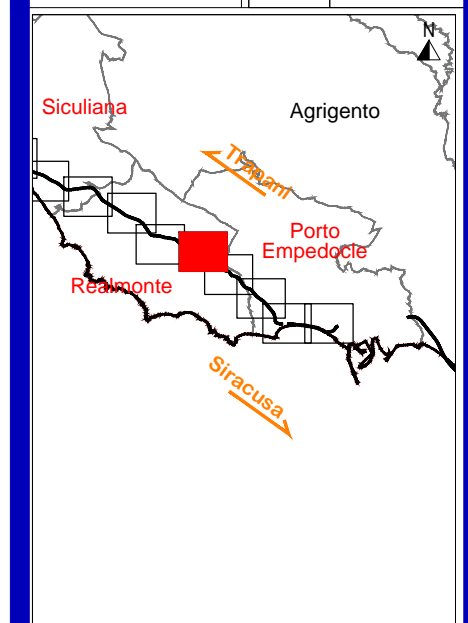 N
Siculiana
Agrigento
Trapani
Porto
Empedocle
Realmonte
Siracusa